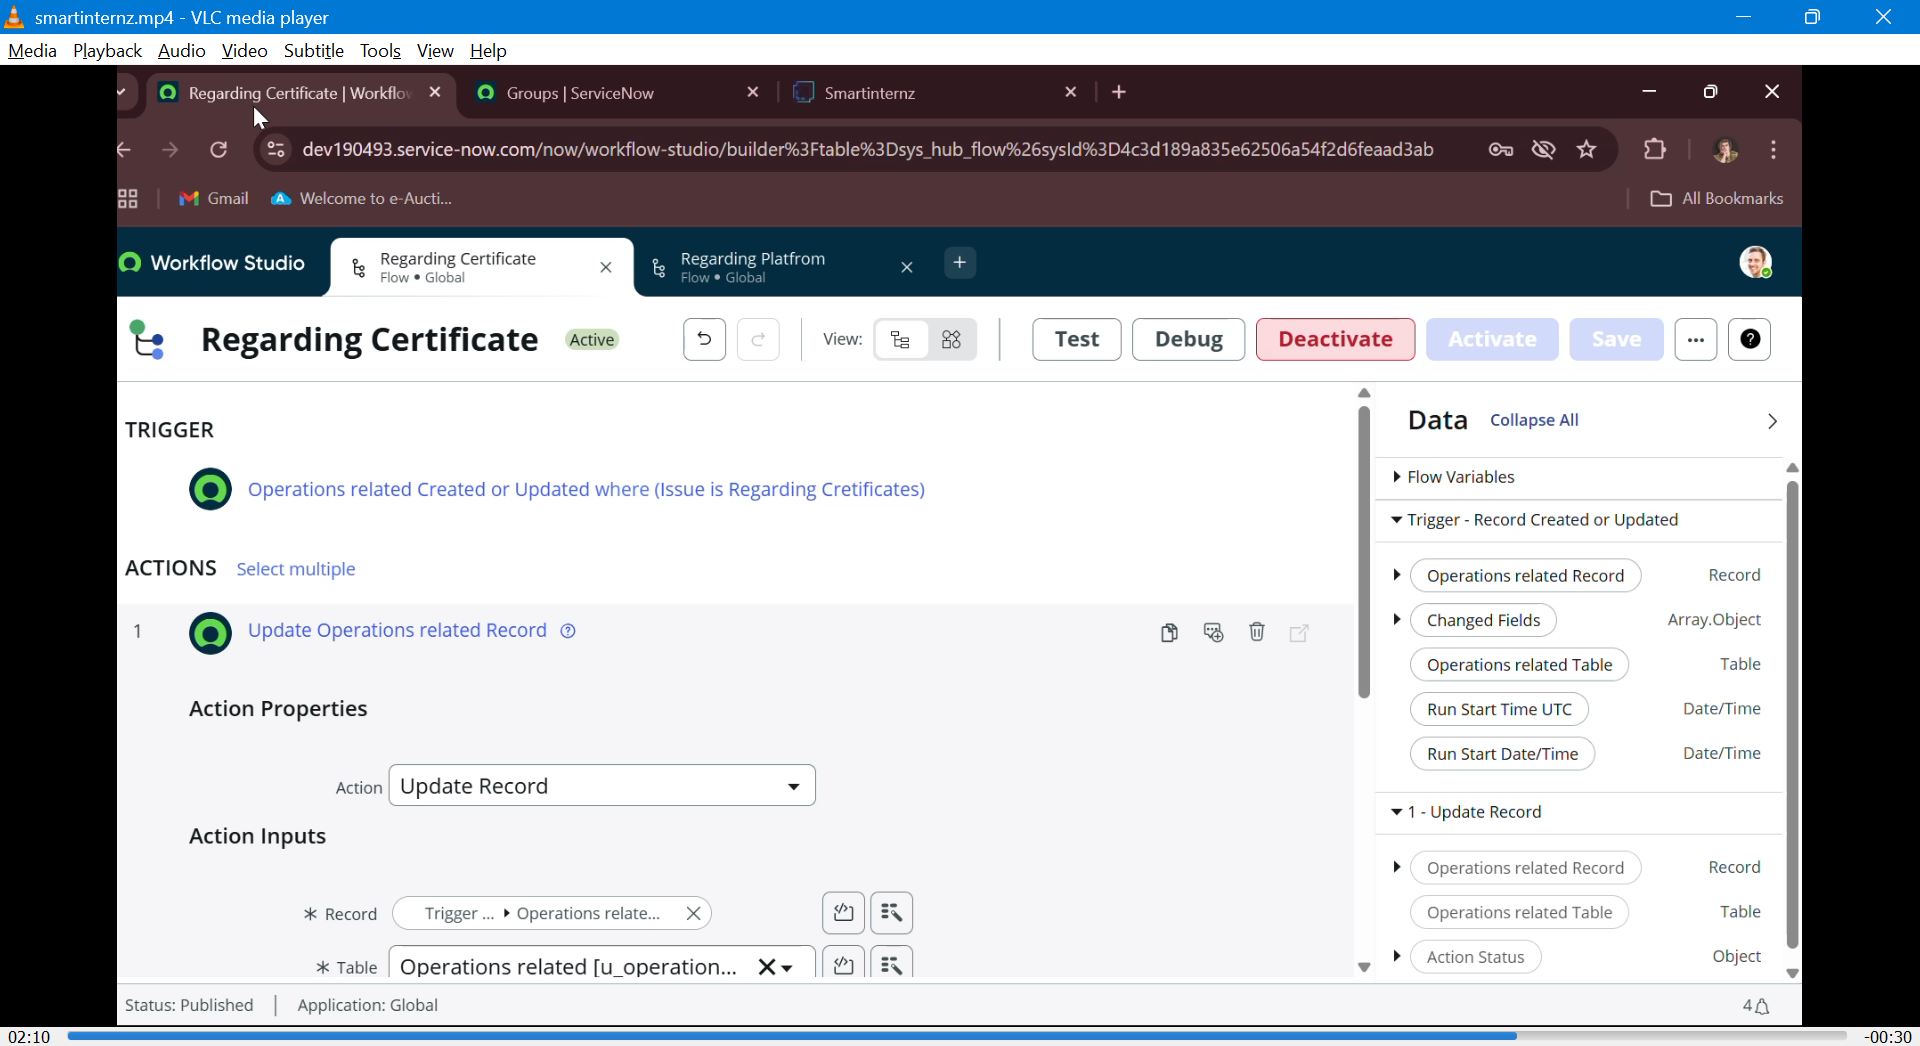 smartinternz.mp4 - VLC media player
Media Playback Audio Video Subtitle Tools View Help
Regarding Certificate | Workflow
Groups | ServiceNow
Smartinternz
dev190493.service-now.com/now/workflow-studio/builder%3Ftable%3Dsys_hub_flow%26sysId%3D4c3d189a835e62506a54f2d6feaad3ab
Gmail
Welcome to e-Aucti...
All Bookmarks
Workflow Studio
Regarding Certificate
Flow • Global
Regarding Platfrom
Flow • Global
Regarding Certificate Active
View:
Test Debug Deactivate Activate Save ... ?
TRIGGER
Operations related Created or Updated where (Issue is Regarding Cretificates)
ACTIONS Select multiple
1 Update Operations related Record ?
Action Properties
Action Update Record
Action Inputs
* Record Trigger ... ▸ Operations relate...
* Table Operations related [u_operation...
Data Collapse All
Flow Variables
Trigger - Record Created or Updated
Operations related Record Record
Changed Fields Array.Object
Operations related Table Table
Run Start Time UTC Date/Time
Run Start Date/Time Date/Time
1 - Update Record
Operations related Record Record
Operations related Table Table
Action Status Object
Status: Published | Application: Global
4
02:10 -00:30